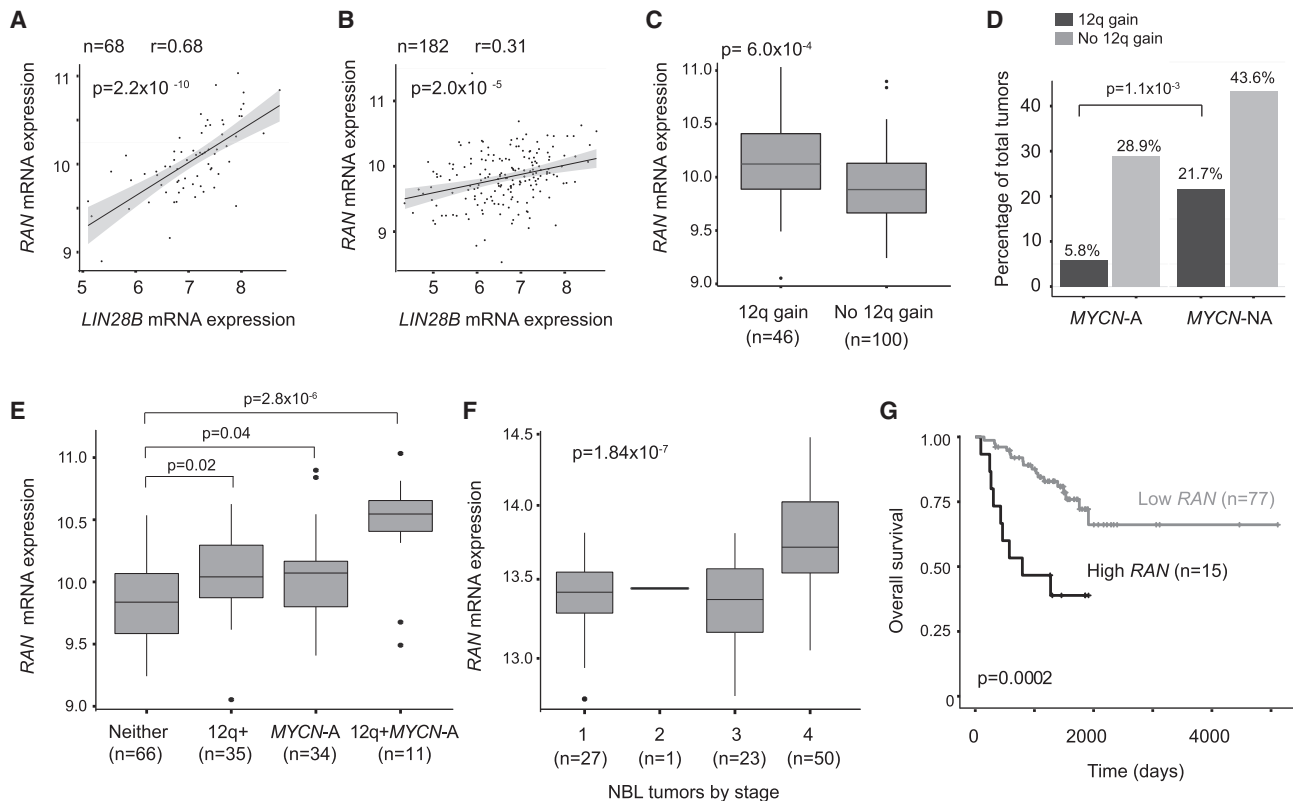 A
n=68 r=0.68
p=2.2x10 -10
11
10
9
5 6 7 8
RAN mRNA expression
LIN28B mRNA expression
B
n=182 r=0.31
p=2.0x10 -5
11
10
9
5 6 7 8
RAN mRNA expression
LIN28B mRNA expression
C
p= 6.0x10-4
11.0
10.5
10.0
9.5
9.0
RAN mRNA expression
12q gain No 12q gain
(n=46) (n=100)
D
12q gain
No 12q gain
p=1.1x10-3
43.6%
28.9%
21.7%
5.8%
40
30
20
10
0
Percentage of total tumors
MYCN-A MYCN-NA
E
p=2.8x10-6
p=0.04
p=0.02
11.0
10.5
10.0
9.5
9.0
RAN mRNA expression
Neither 12q+ MYCN-A 12q+MYCN-A
(n=66) (n=35) (n=34) (n=11)
F
p=1.84x10-7
14.5
14.0
13.5
13.0
RAN mRNA expression
1 2 3 4
(n=27) (n=1) (n=23) (n=50)
NBL tumors by stage
G
1.00
0.75
0.50
0.25
0
Overall survival
Low RAN (n=77)
High RAN (n=15)
p=0.0002
0 2000 4000
Time (days)